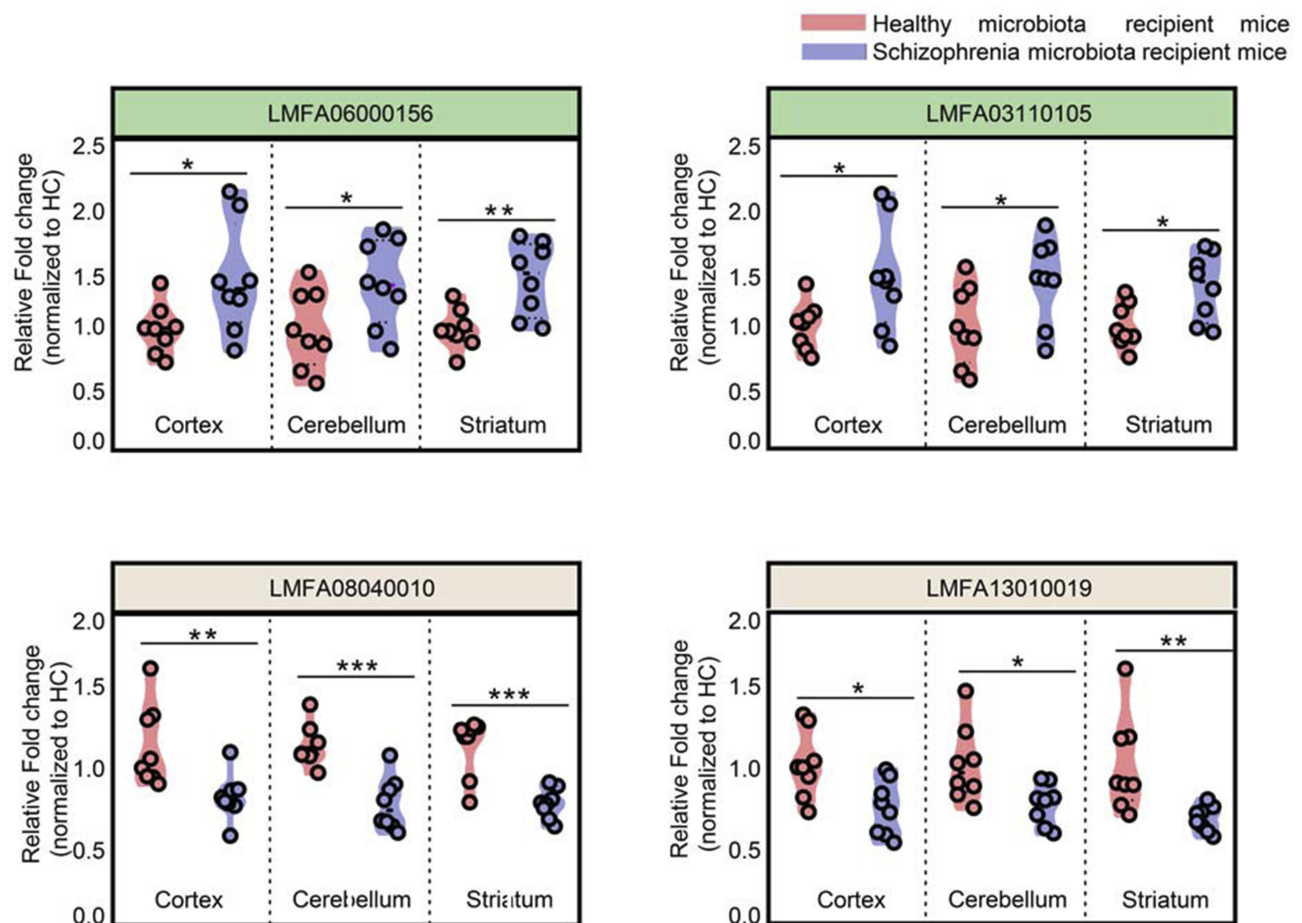 Healthy microbiota recipient mice
Schizophrenia microbiota recipient mice
LMFA06000156
Relative Fold change
(normalized to HC)
2.5
2.0
1.5
1.0
0.5
0.0
*
*
**
Cortex
Cerebellum
Striatum
LMFA03110105
Relative Fold change
(normalized to HC)
2.5
2.0
1.5
1.0
0.5
0.0
*
*
*
Cortex
Cerebellum
Striatum
LMFA08040010
Relative Fold change
(normalized to HC)
2.0
1.5
1.0
0.5
0.0
**
***
***
Cortex
Cerebellum
Striatum
LMFA13010019
Relative Fold change
(normalized to HC)
2.0
1.5
1.0
0.5
0.0
*
*
**
Cortex
Cerebellum
Striatum